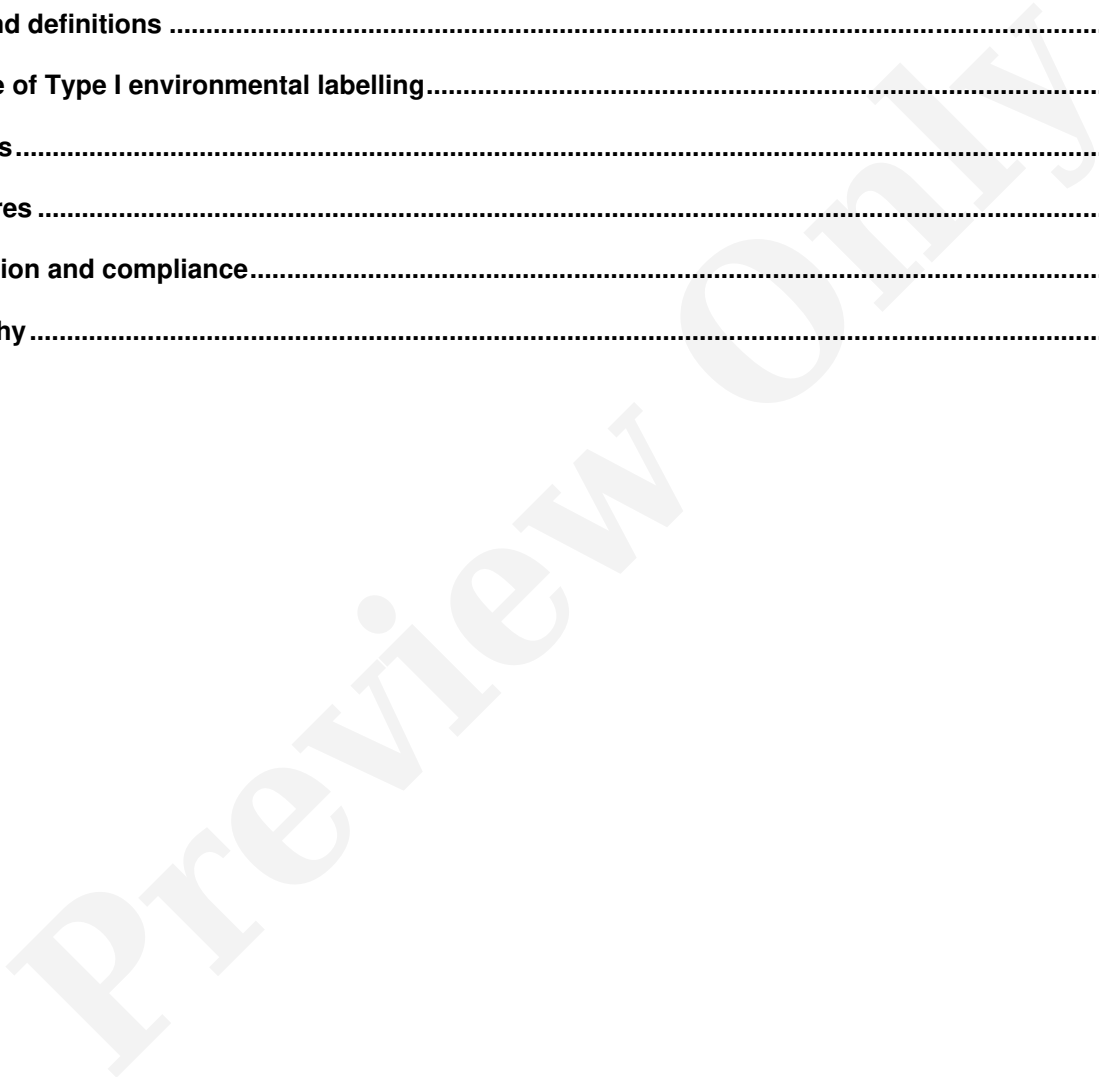 nd definitions ....................................................................................................................................
e of Type I environmental labelling...................................................................................................
s.........................................................................................................................................................
res ......................................................................................................................................................
ion and compliance............................................................................................................................
hy ........................................................................................................................................................
Preview Only